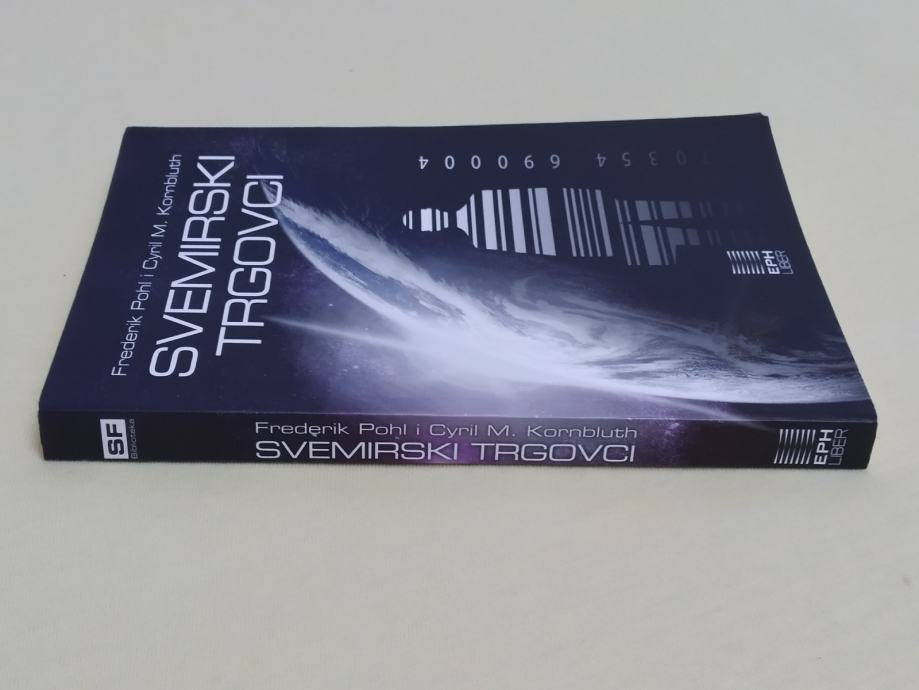 Frederik Pohl i Cyril M. Kornbluth
SVEMIRSKI
TRGOVCI
70354 690004
EPH
LIBER
SF
Biblioteka
Frederik Pohl i Cyril M. Kornbluth
SVEMIRSKI TRGOVCI
EPH
LIBER